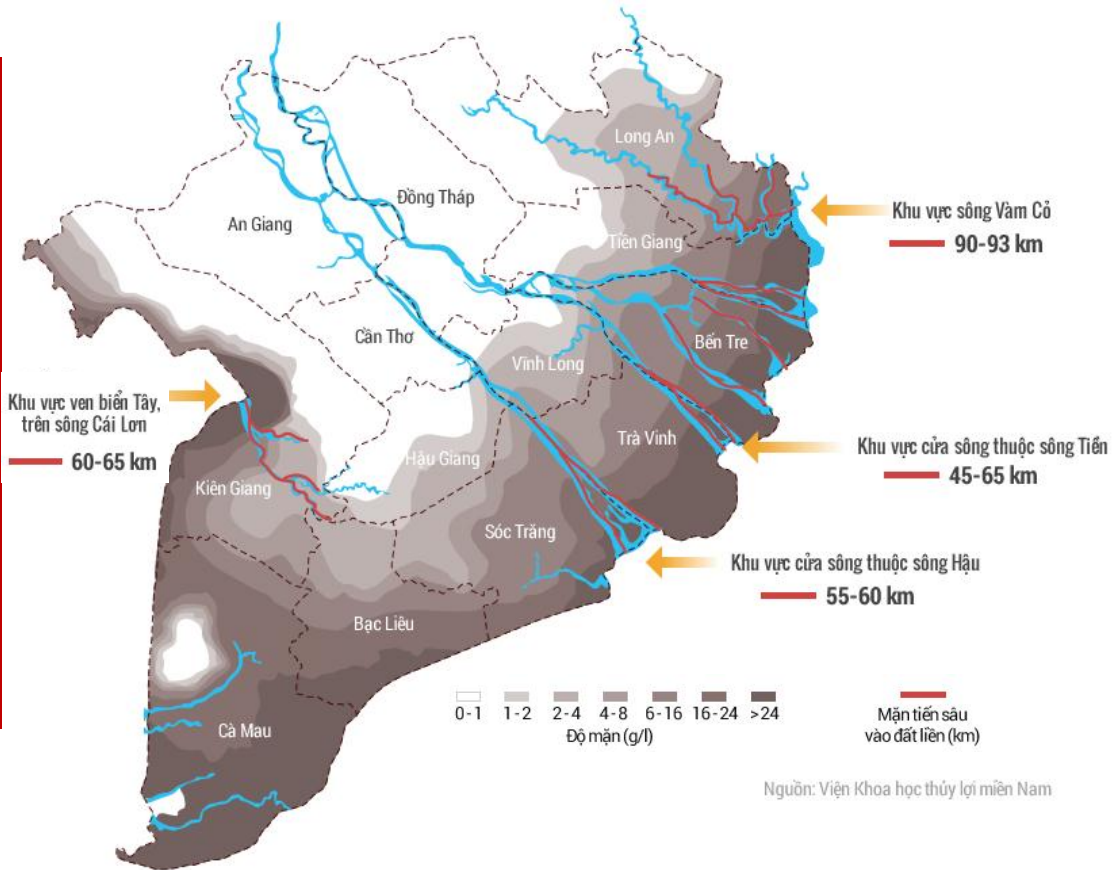 Long An
Đồng Tháp
An Giang
Khu vực sông Vàm Cỏ
90-93 km
Tiền Giang
Cần Thơ
Bến Tre
Vĩnh Long
Khu vực ven biển Tây,
trên sông Cái Lơn
60-65 km
Trà Vinh
Khu vực cửa sông thuộc sông Tiền
45-65 km
Hậu Giang
Kiên Giang
Sóc Trăng
Khu vực cửa sông thuộc sông Hậu
55-60 km
Bạc Liêu
Cà Mau
0-1 1-2 2-4 4-8 6-16 16-24 >24
Độ mặn (g/l)
Mặn tiến sâu
vào đất liền (km)
Nguồn: Viện Khoa học thủy lợi miền Nam